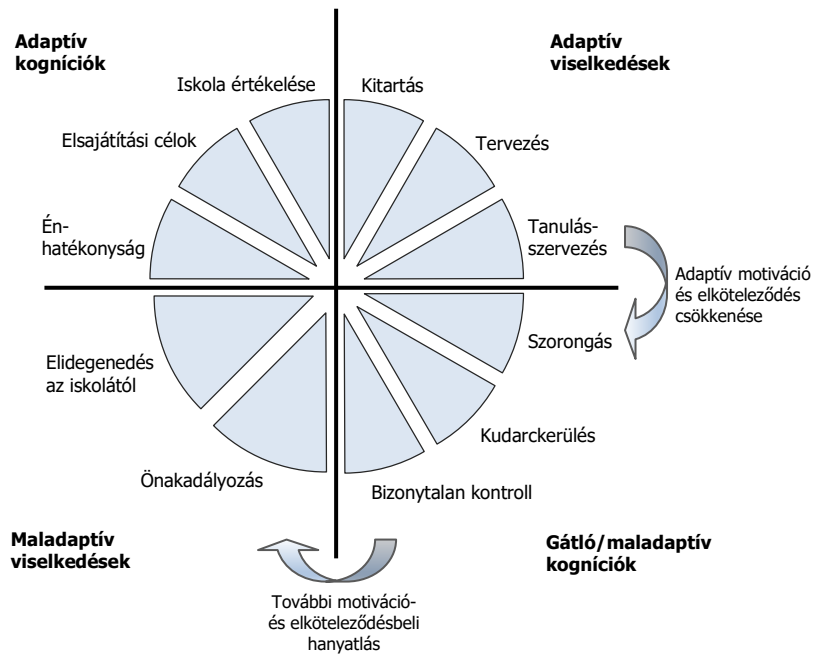 Adaptív
kogníciók
Adaptív
viselkedések
Iskola értékelése
Kitartás
Elsajátítási célok
Tervezés
Én-
hatékonyság
Tanulás-
szervezés
Adaptív motiváció
és elköteleződés
csökkenése
Elidegenedés
az iskolától
Szorongás
Kudarckerülés
Önakadályozás
Bizonytalan kontroll
Maladaptív
viselkedések
Gátló/maladaptív
kogníciók
További motiváció-
és elköteleződésbeli
hanyatlás